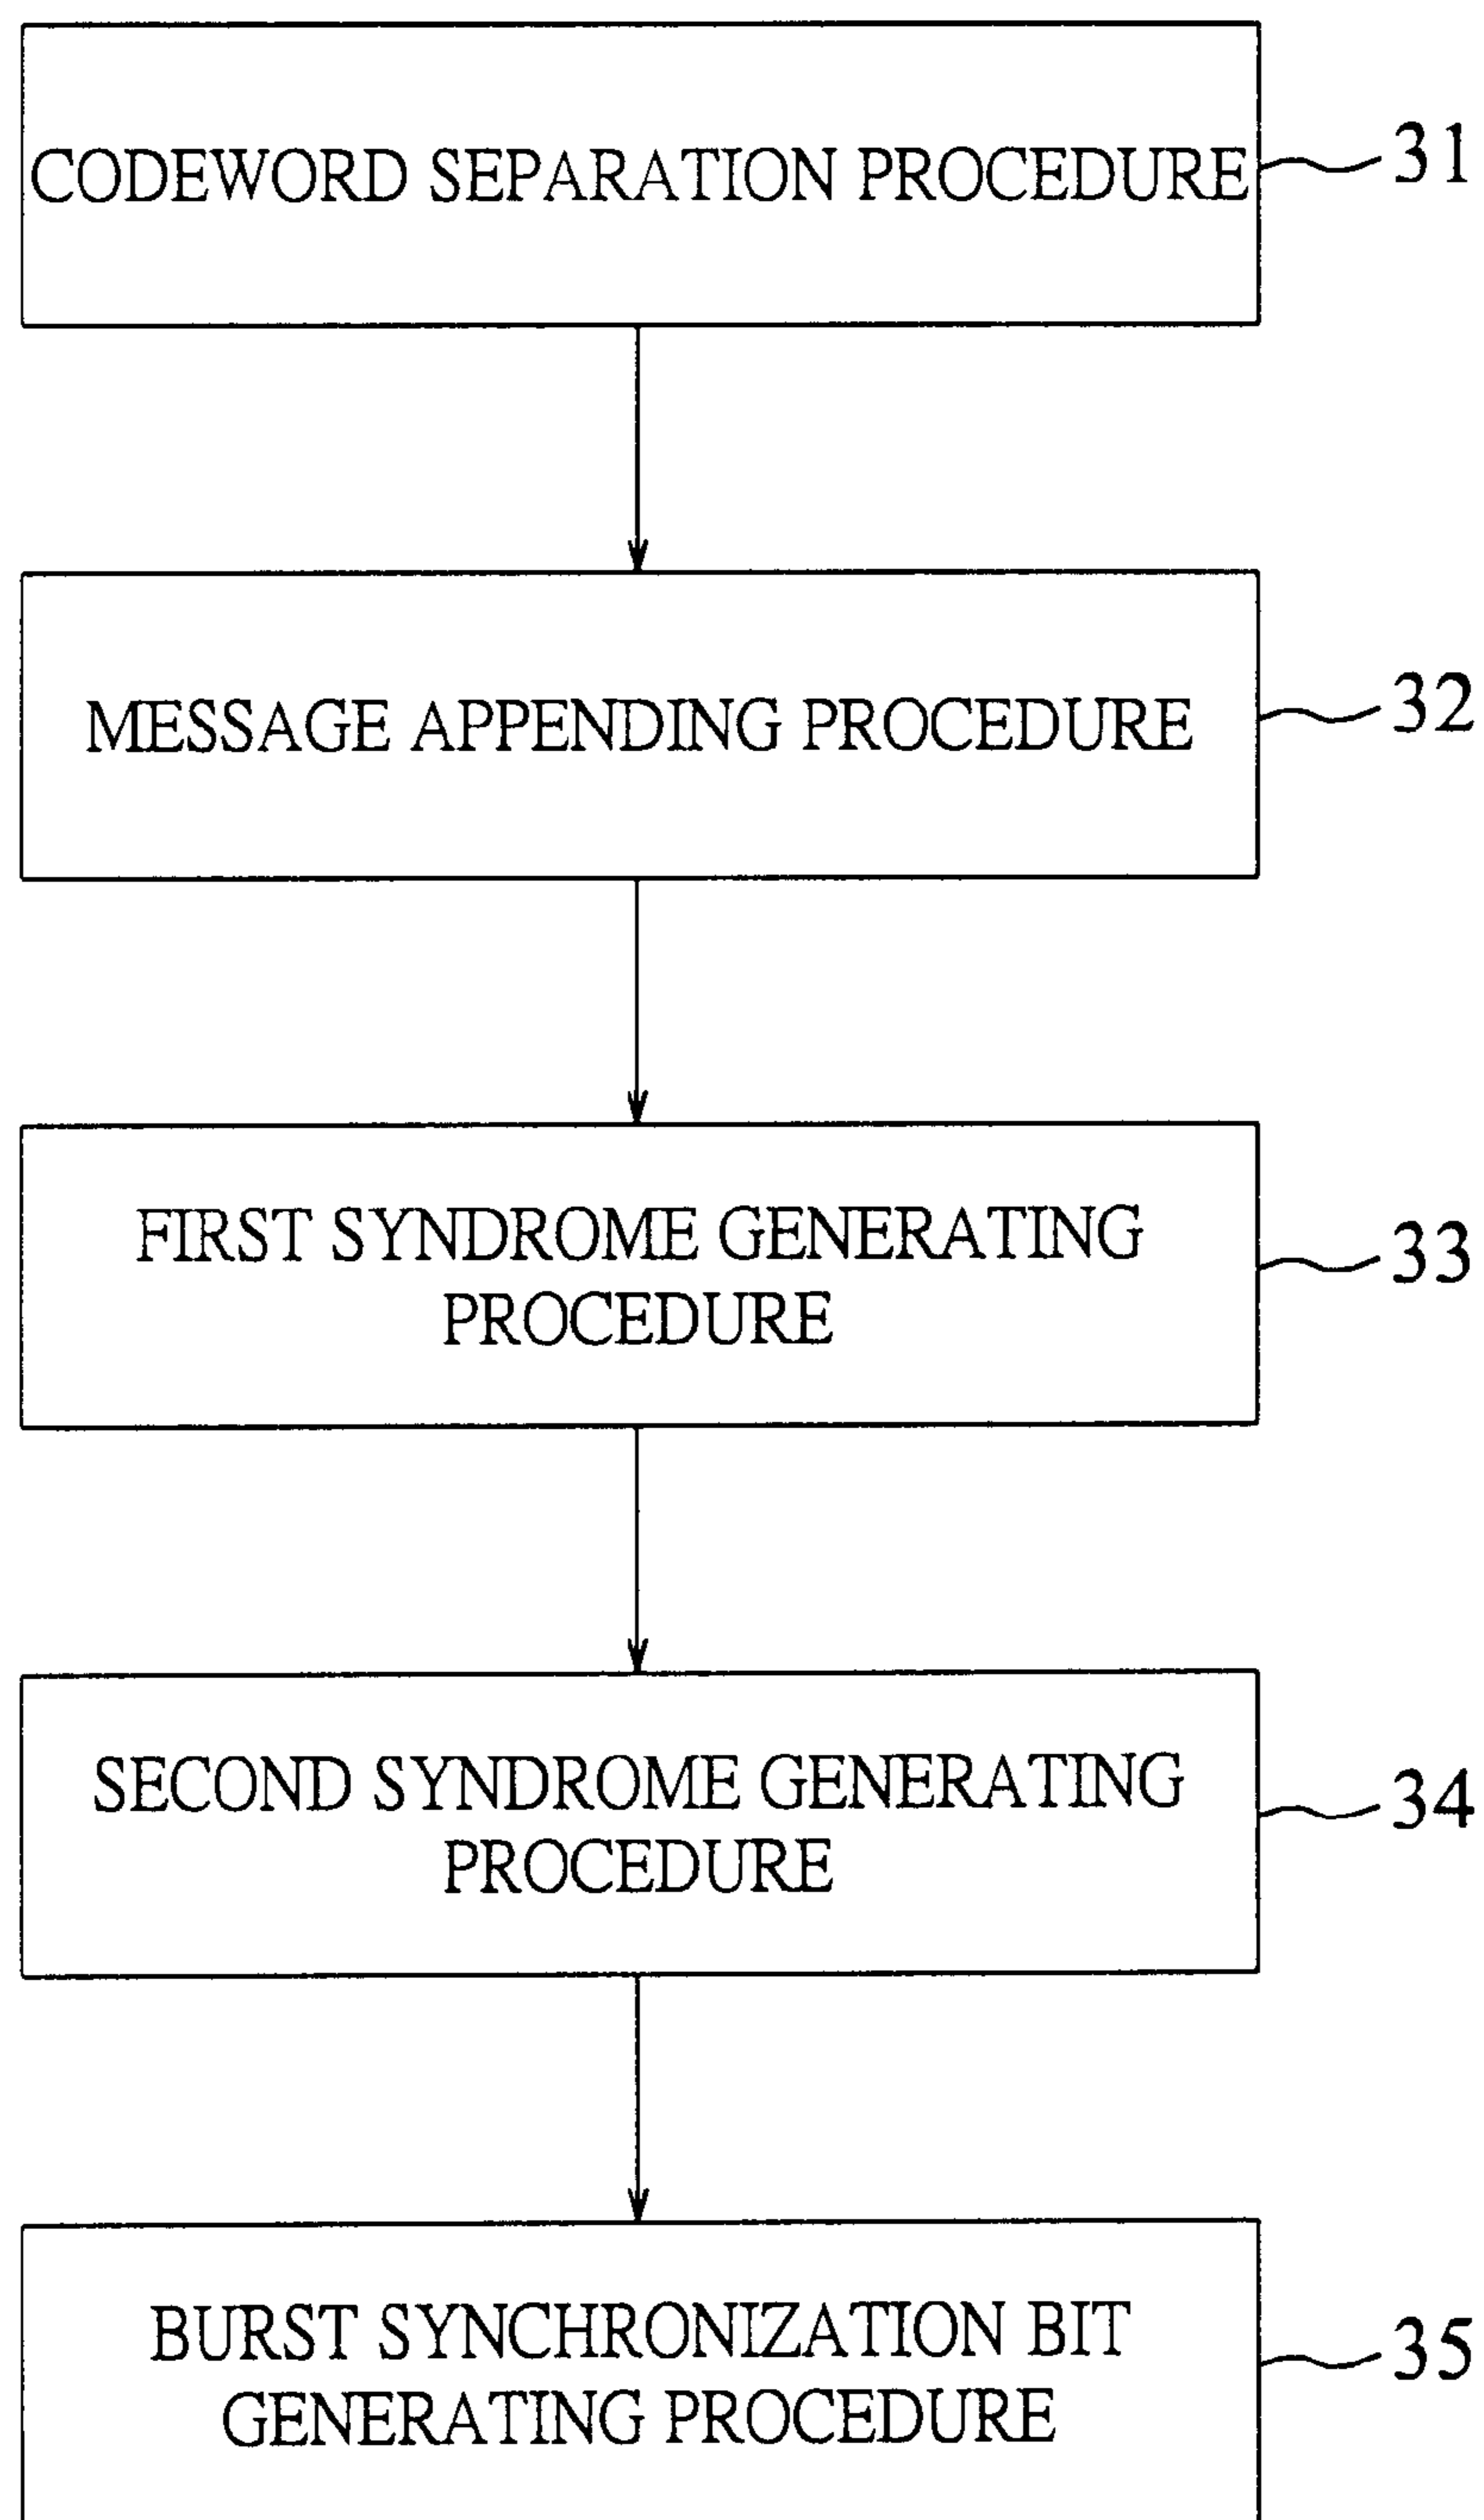 CODEWORD SEPARATION PROCEDURE
31
MESSAGE APPENDING PROCEDURE
32
FIRST SYNDROME GENERATING
PROCEDURE
33
SECOND SYNDROME GENERATING
PROCEDURE
34
BURST SYNCHRONIZATION BIT
GENERATING PROCEDURE
35